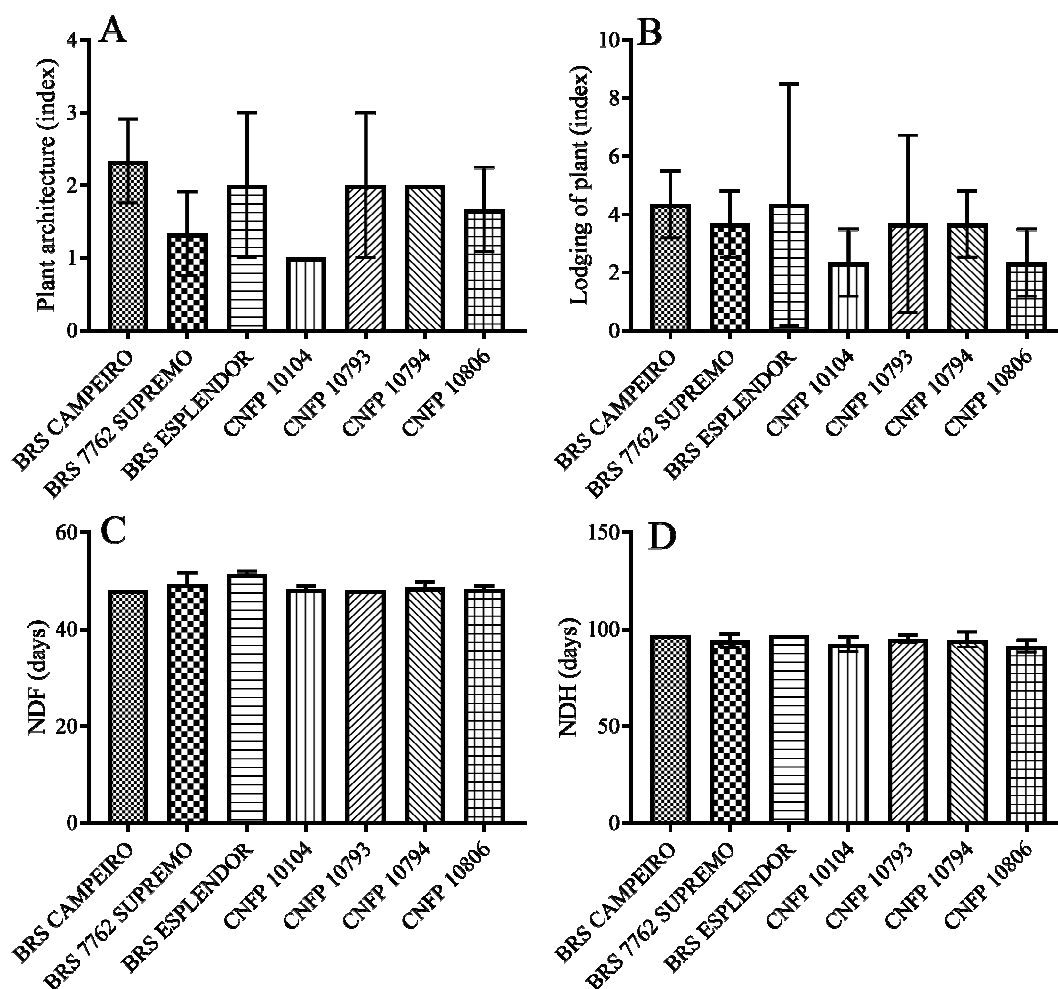 A
Plant architecture (index)
4
3
2
1
0
BRS CAMPEIRO
BRS 7762 SUPREMO
BRS ESPLENDOR
CNFP 10104
CNFP 10793
CNFP 10794
CNFP 10806
B
Lodging of plant (index)
10
8
6
4
2
0
BRS CAMPEIRO
BRS 7762 SUPREMO
BRS ESPLENDOR
CNFP 10104
CNFP 10793
CNFP 10794
CNFP 10806
C
NDF (days)
60
40
20
0
BRS CAMPEIRO
BRS 7762 SUPREMO
BRS ESPLENDOR
CNFP 10104
CNFP 10793
CNFP 10794
CNFP 10806
D
NDH (days)
150
100
50
0
BRS CAMPEIRO
BRS 7762 SUPREMO
BRS ESPLENDOR
CNFP 10104
CNFP 10793
CNFP 10794
CNFP 10806